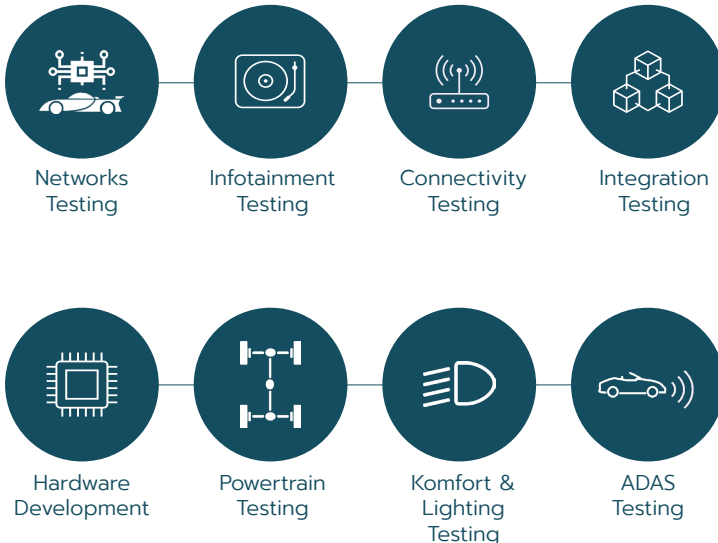 Networks
Testing
Infotainment
Testing
Connectivity
Testing
Integration
Testing
Hardware
Development
Powertrain
Testing
Komfort &
Lighting
Testing
ADAS
Testing